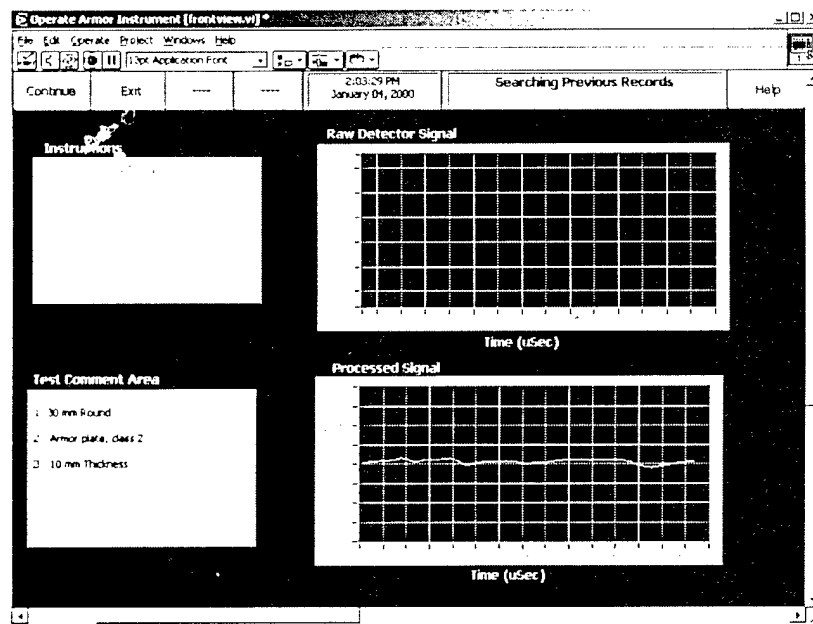 Operate Armor Instrument [frontview.vi] *
File Edit Operate Project Windows Help
13pt Application Font
Continue Exit ---- ---- 2:03:29 PM Searching Previous Records Help
January 04, 2000
Raw Detector Signal
Instructions
Time (uSec)
Processed Signal
Test Comment Area
1 30 mm Round
2 Armor plate, class 2
3 10 mm Thickness
Time (uSec)